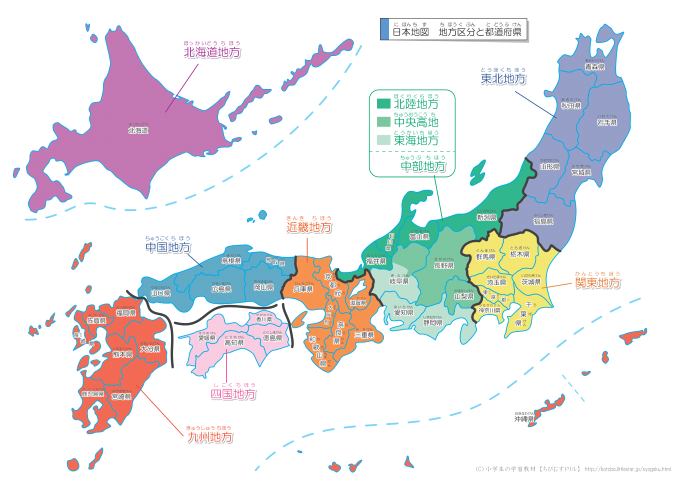 に ほん ち ず　ち ほう く ぶん　と どう ふ けん
日本地図　地方区分と都道府県
ほっかいどう ち ほう
北海道地方
北海道
とうほく ち ほう
東北地方
青森県
秋田県
岩手県
山形県
宮城県
福島県
ほくりくち ほう
北陸地方
ちゅうおうこう ち
中央高地
とうかい ち ほう
東海地方
ちゅうぶ ち ほう
中部地方
新潟県
富山県
石川県
福井県
長野県
岐阜県
山梨県
愛知県
静岡県
かんとうち ほう
関東地方
群馬県
栃木県
埼玉県
茨城県
東京都
神奈川県
千葉県
きんき ち ほう
近畿地方
兵庫県
京都府
滋賀県
大阪府
奈良県
三重県
和歌山県
ちゅうごくち ほう
中国地方
島根県
鳥取県
山口県
広島県
岡山県
し こく ち ほう
四国地方
香川県
愛媛県
高知県
徳島県
きゅうしゅう ち ほう
九州地方
福岡県
佐賀県
長崎県
大分県
熊本県
鹿児島県
宮崎県
沖縄県
(C)小学生の学習教材【ちびむすドリル】 http://happylilac.net/syogaku.html